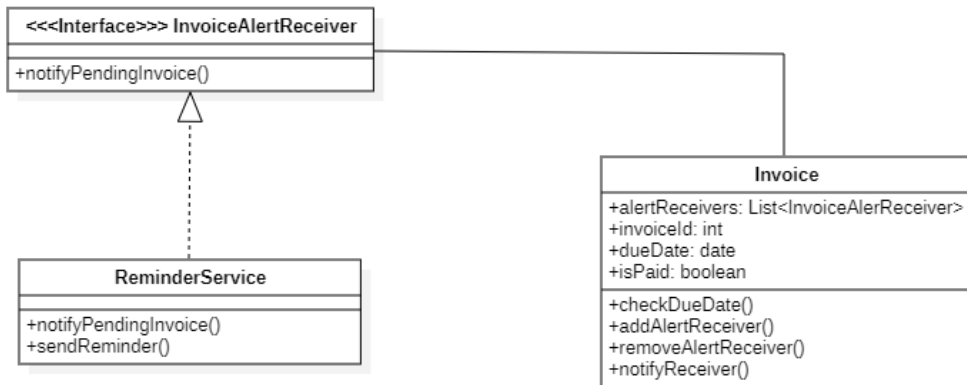 <<<Interface>>> InvoiceAlertReceiver
+notifyPendingInvoice()
Invoice
+alertReceivers: List<InvoiceAlerReceiver>
+invoiceId: int
+dueDate: date
+isPaid: boolean
+checkDueDate()
+addAlertReceiver()
+removeAlertReceiver()
+notifyReceiver()
ReminderService
+notifyPendingInvoice()
+sendReminder()